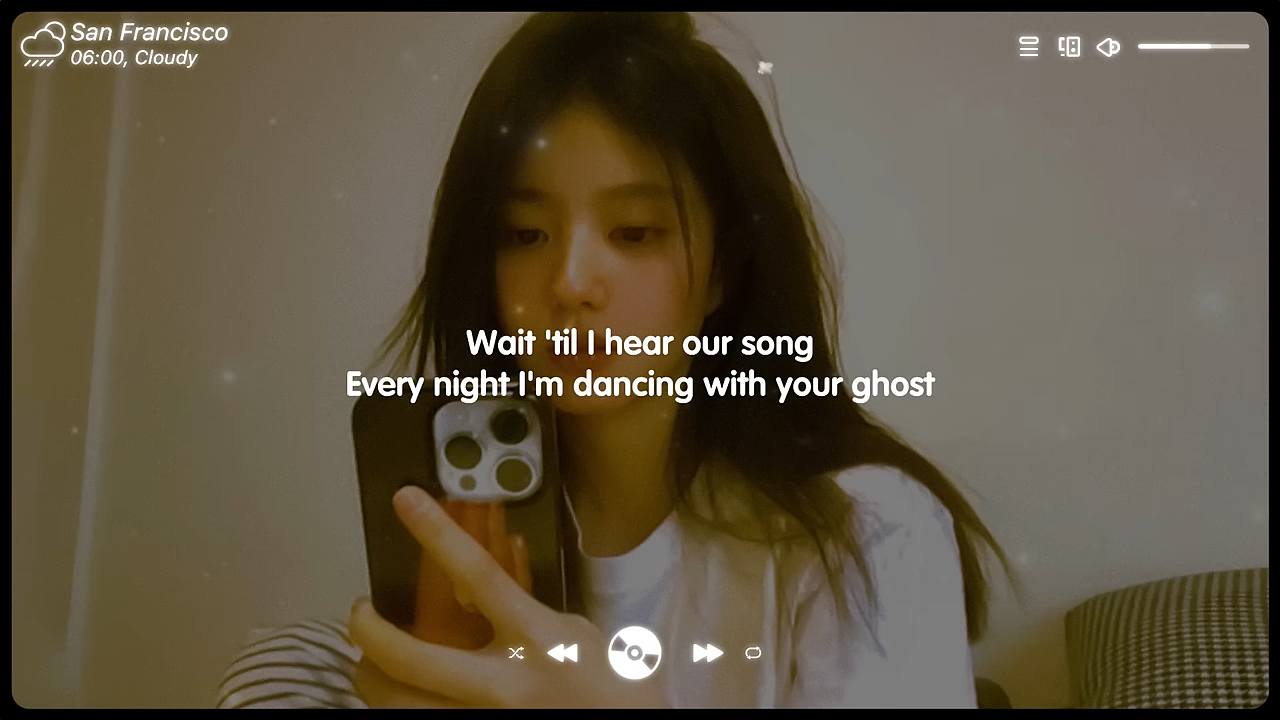 San Francisco
06:00, Cloudy
Wait 'til I hear our song
Every night I'm dancing with your ghost